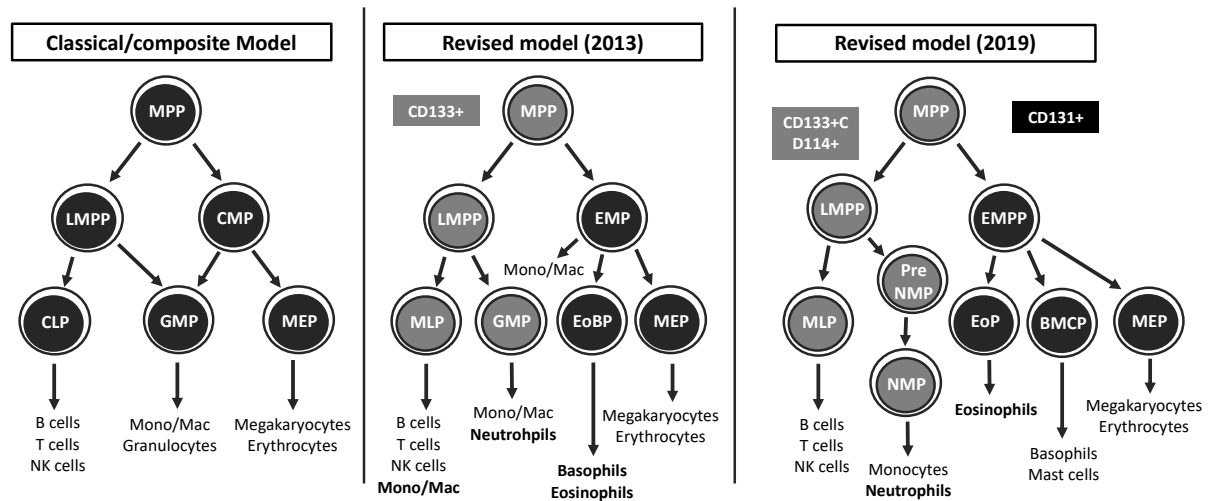 Classical/composite Model
MPP
LMPP
CMP
CLP
GMP
MEP
B cells
T cells
NK cells
Mono/Mac
Granulocytes
Megakaryocytes
Erythrocytes
Revised model (2013)
CD133+
MPP
LMPP
EMP
Mono/Mac
MLP
GMP
EoBP
MEP
B cells
T cells
NK cells
Mono/Mac
Mono/Mac
Neutrohpils
Basophils
Eosinophils
Megakaryocytes
Erythrocytes
Revised model (2019)
CD133+C
D114+
MPP
CD131+
LMPP
EMPP
Pre
NMP
MLP
EoP
BMCP
MEP
NMP
B cells
T cells
NK cells
Monocytes
Neutrophils
Eosinophils
Basophils
Mast cells
Megakaryocytes
Erythrocytes